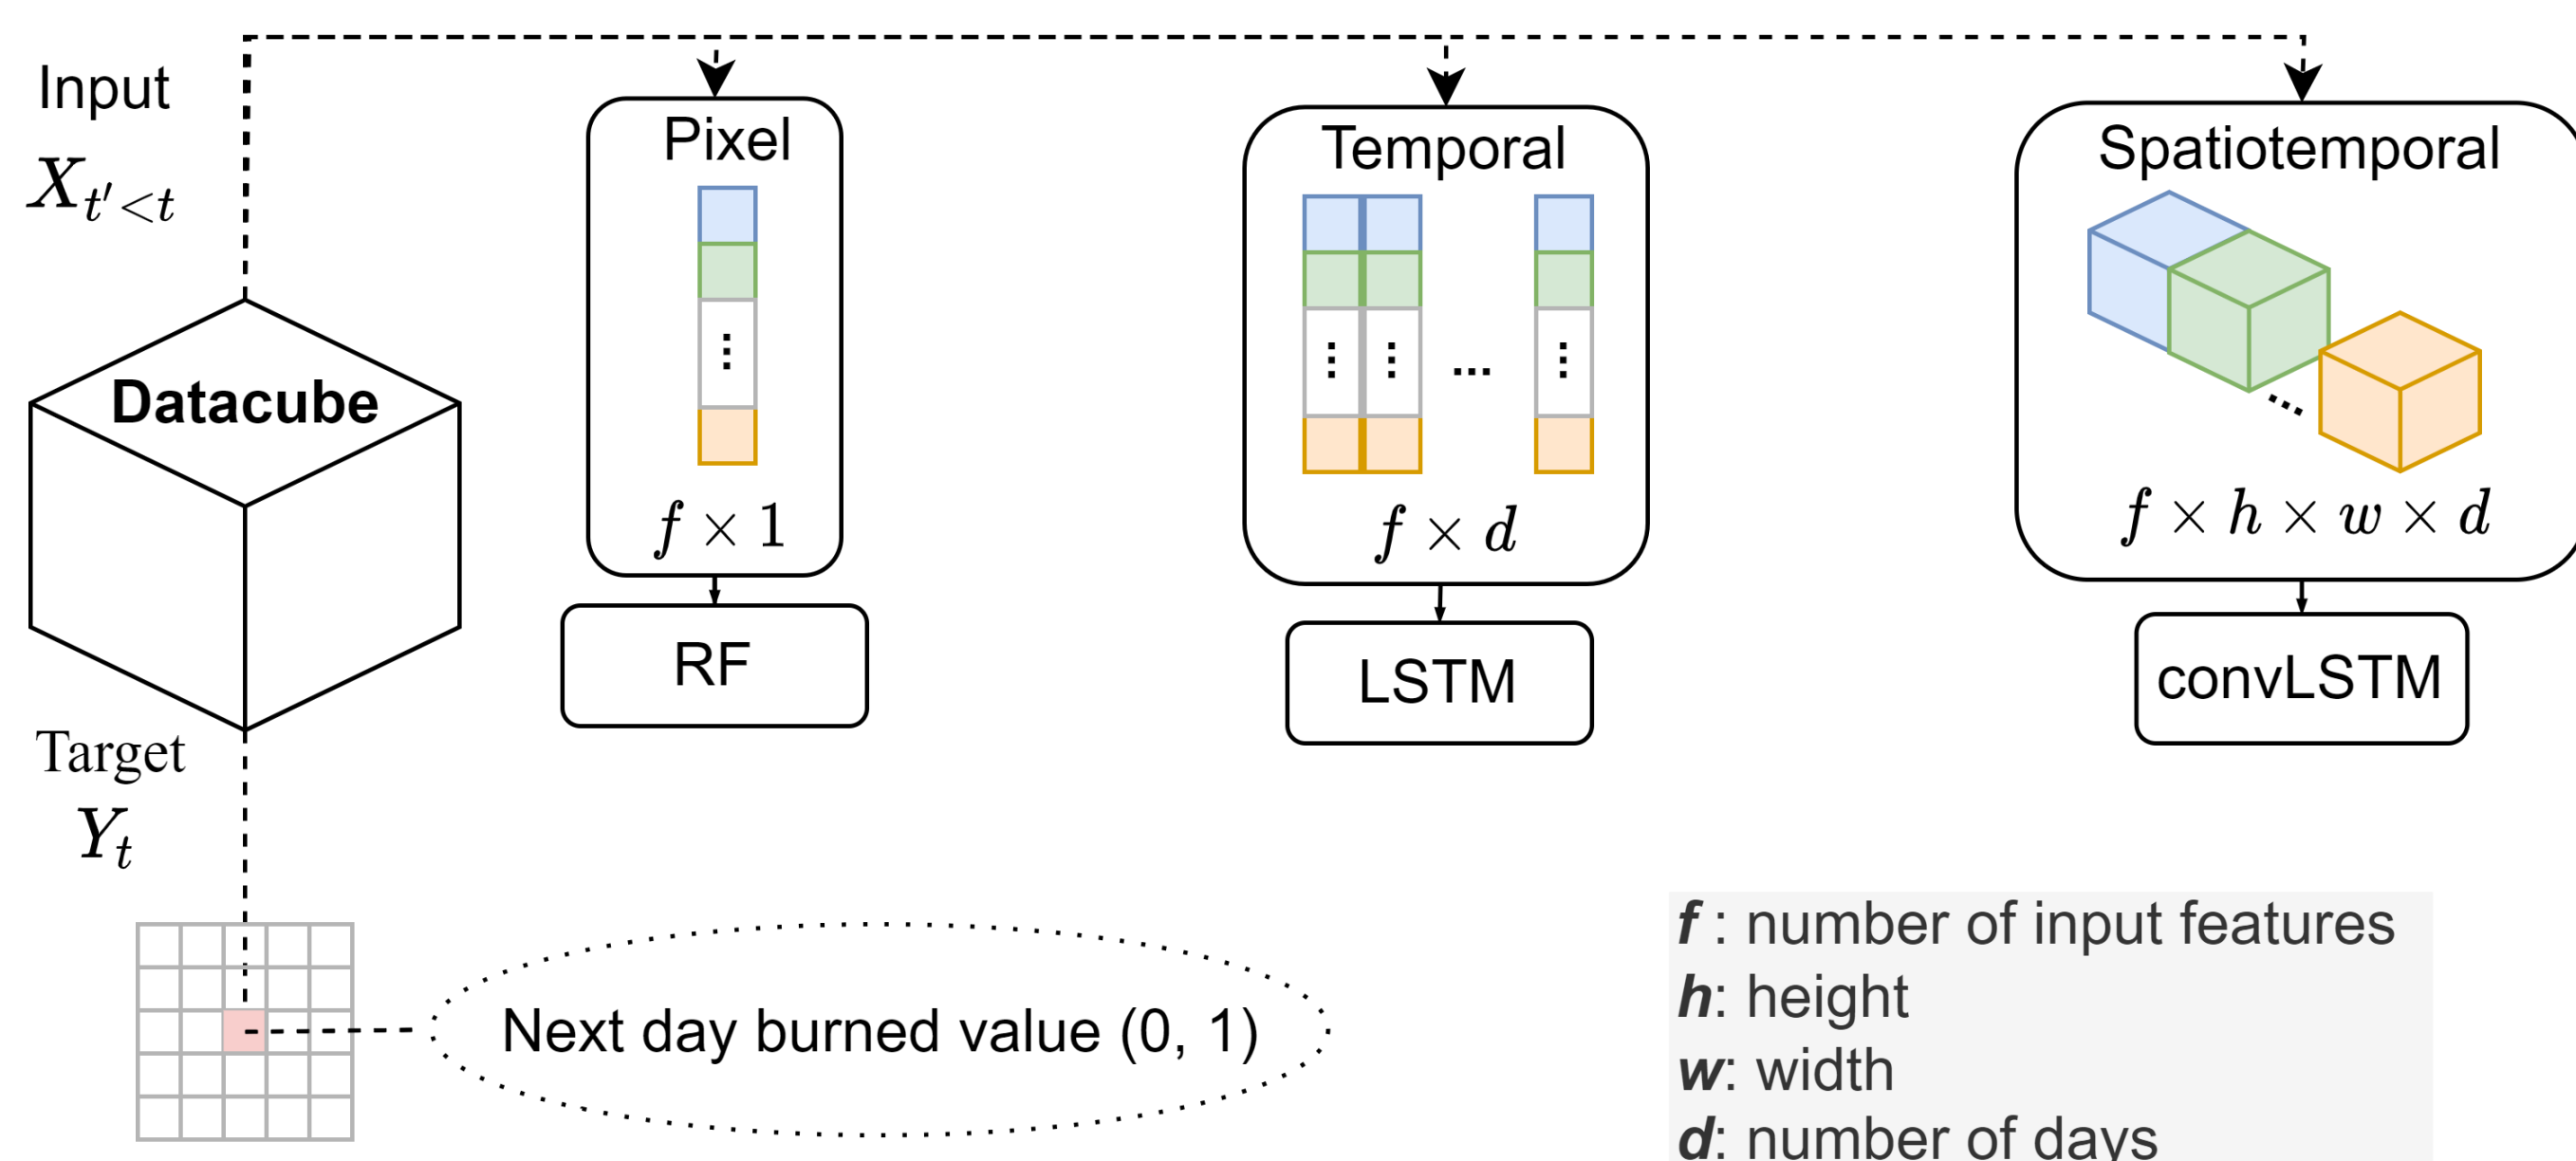 Input
X_{t′<t}
Datacube
Target
Y_t
Next day burned value (0, 1)
Pixel
⋮
f × 1
RF
Temporal
⋮ ⋮ ... ⋮
f × d
LSTM
Spatiotemporal
...
f × h × w × d
convLSTM
f : number of input features
h: height
w: width
d: number of days